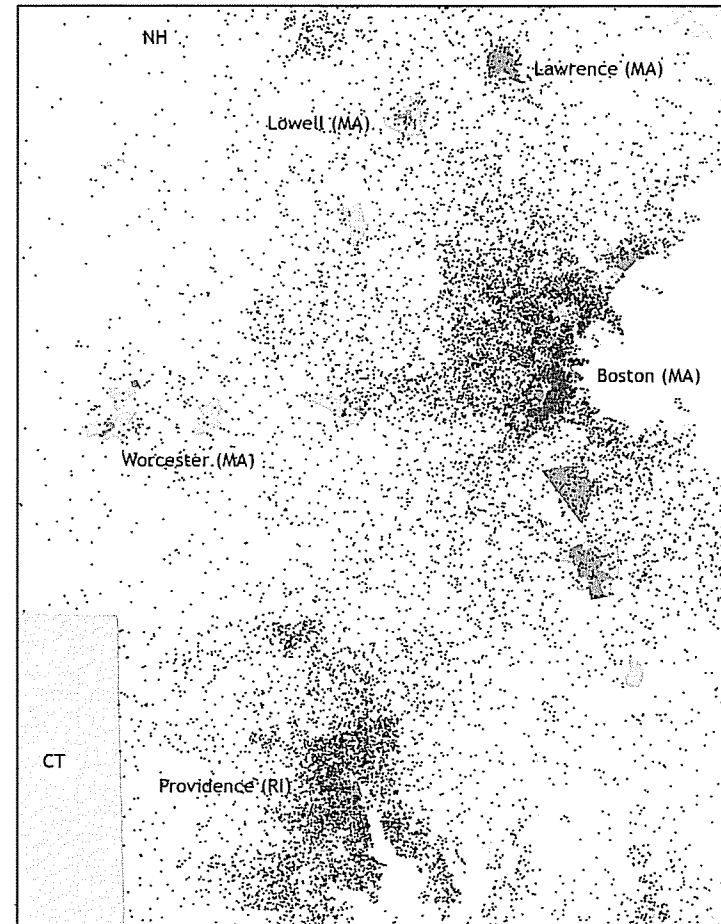 NH
Lawrence (MA)
Lowell (MA)
Boston (MA)
Worcester (MA)
CT
Providence (RI)